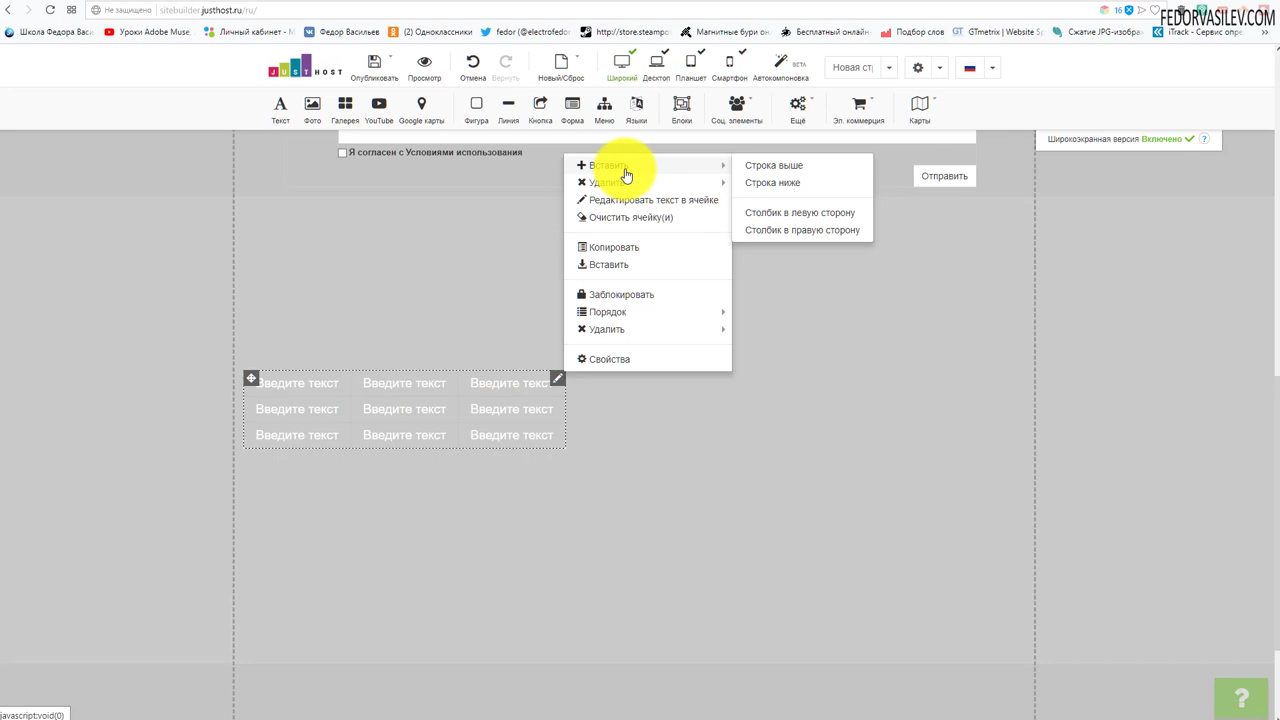 Не защищено | sitebuilder.justhost.ru/ru/
16
FEDORVASILEV.COM
Школа Федора Васил.
Уроки Adobe Muse,
Личный кабинет - М
Федор Васильев
(2) Одноклассники
fedor (@electrofedor)
http://store.steampo
Магнитные бури он
Бесплатный онлайн
Подбор слов
GTmetrix | Website S
Сжатие JPG-изображ
iTrack - Сервис опре
JUSTHOST
Опубликовать
Просмотр
Отмена
Вернуть
Новый/Сброс
Широкий
Десктоп
Планшет
Смартфон
Автокомпоновка
BETA
Новая ст
Текст
Фото
Галерея
YouTube
Google карты
Фигура
Линия
Кнопка
Форма
Меню
Языки
Блоки
Соц. элементы
Ещё
Эл. коммерция
Карты
Широкоэкранная версия Включено ?
Я согласен с Условиями использования
Отправить
Вставить
Удалить
Редактировать текст в ячейке
Очистить ячейку(и)
Копировать
Вставить
Заблокировать
Порядок
Удалить
Свойства
Строка выше
Строка ниже
Столбик в левую сторону
Столбик в правую сторону
Введите текст Введите текст Введите текст
Введите текст Введите текст Введите текст
Введите текст Введите текст Введите текст
?
javascript:void(0)